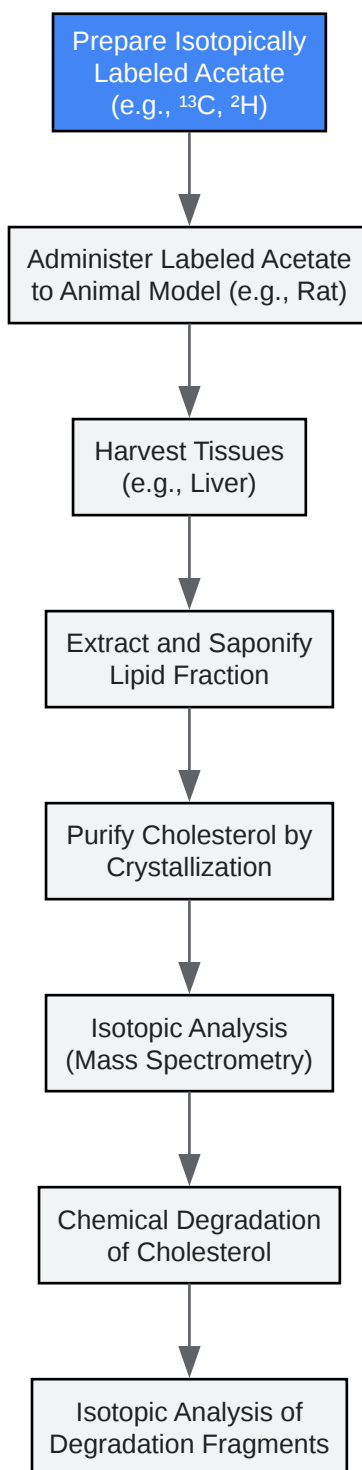 Prepare Isotopically
Labeled Acetate
(e.g., ¹³C, ²H)
Administer Labeled Acetate
to Animal Model (e.g., Rat)
Harvest Tissues
(e.g., Liver)
Extract and Saponify
Lipid Fraction
Purify Cholesterol by
Crystallization
Isotopic Analysis
(Mass Spectrometry)
Chemical Degradation
of Cholesterol
Isotopic Analysis of
Degradation Fragments